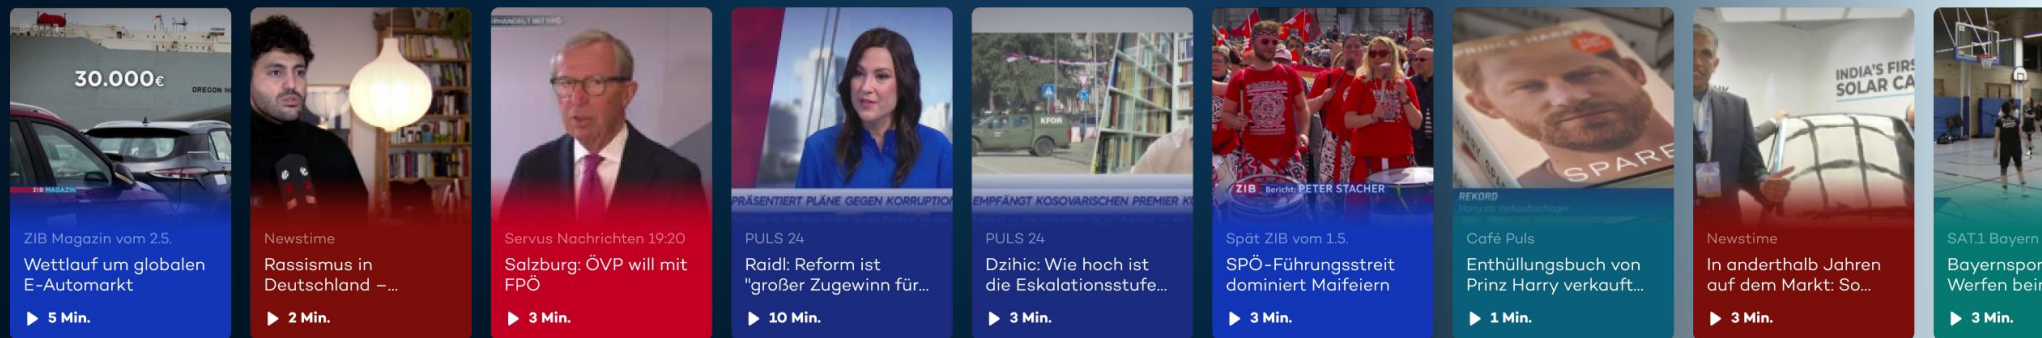 30.000€
OREGON
ZIB MAGAZIN
ZIB Magazin vom 2.5.
Wettlauf um globalen
E-Automarkt
5 Min.
Newstime
Rassismus in
Deutschland –...
2 Min.
Servus Nachrichten 19:20
Salzburg: ÖVP will mit
FPÖ
3 Min.
PRÄSENTIERT PLÄNE GEGEN KORRUPTION
PULS 24
Raidl: Reform ist
"großer Zugewinn für...
10 Min.
KFOR
EMPFÄNGT KOSOVARISCHEN PREMIER
PULS 24
Dzihic: Wie hoch ist
die Eskalationsstufe...
3 Min.
ZIB Bericht: PETER STACHER
Spät ZIB vom 1.5.
SPÖ-Führungsstreit
dominiert Maifeiern
3 Min.
PRINCE HARRY
SPARE
REKORD
Harry als Verkaufsschlager
Café Puls
Enthüllungsbuch von
Prinz Harry verkauft...
1 Min.
INDIA'S FIRS
SOLAR CA
Newstime
In anderthalb Jahren
auf dem Markt: So...
3 Min.
SAT.1 Bayern
Bayernspor
Werfen bei
3 Min.